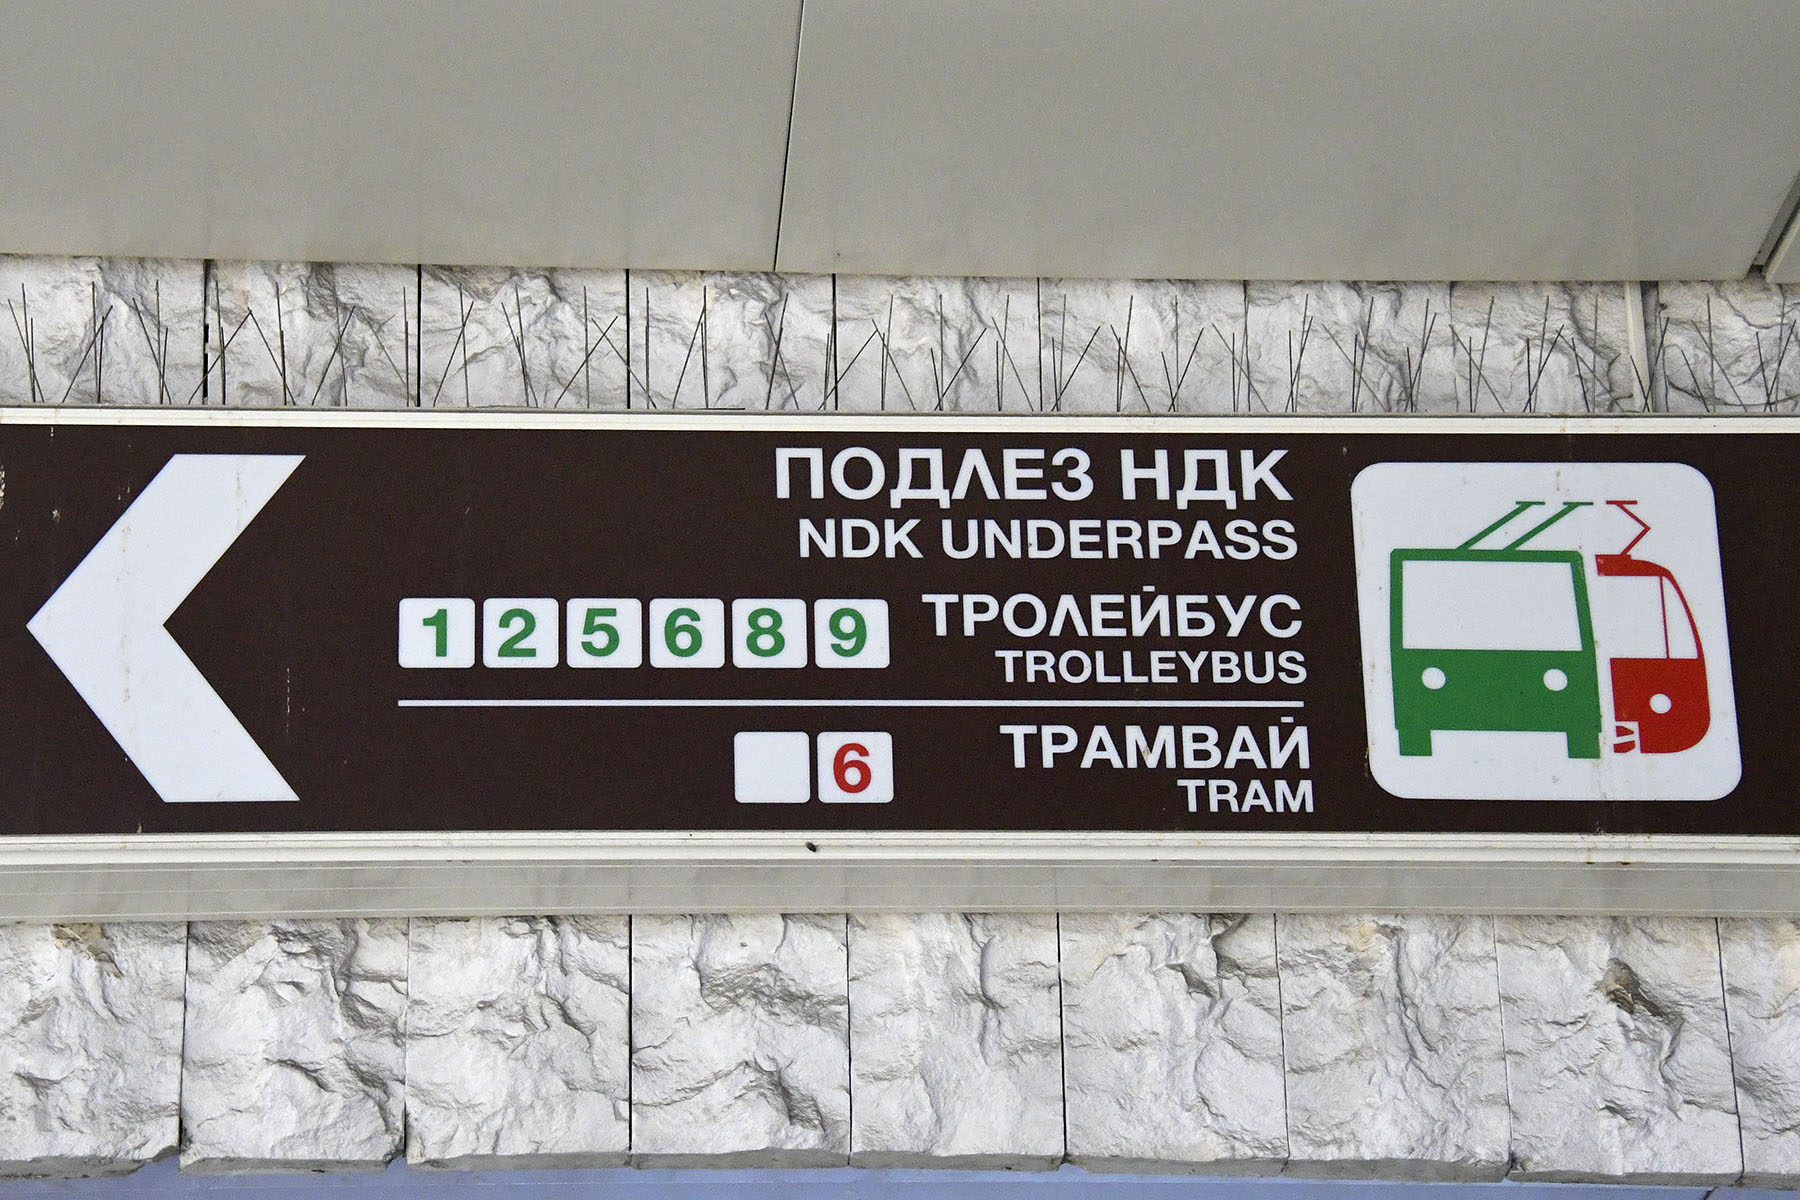 ПОДЛЕЗ НДК
NDK UNDERPASS
1 2 5 6 8 9 ТРОЛЕЙБУС
TROLLEYBUS
6 ТРАМВАЙ
TRAM